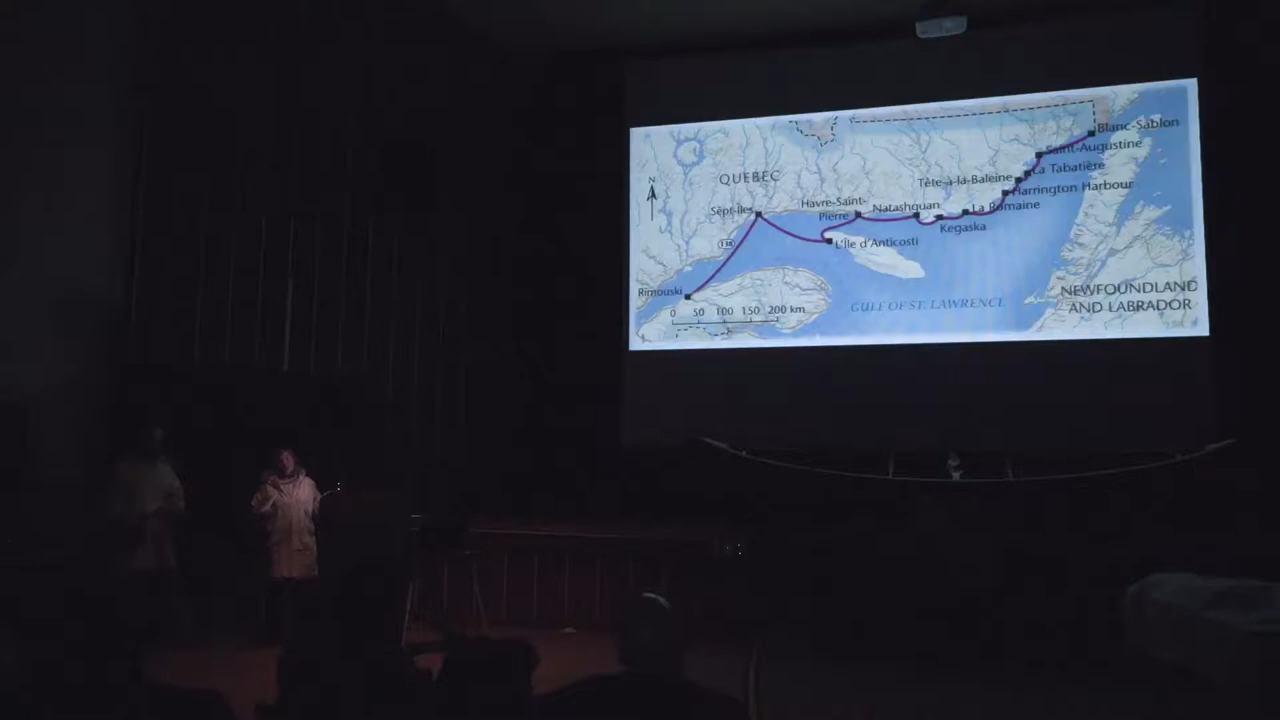 Blanc-Sablon
Saint-Augustine
La Tabatière
Tête-à-la-Baleine
Harrington Harbour
QUEBEC
N
Havre-Saint-
Pierre
Natashquan
La Romaine
Sept-Îles
Kegaska
138
L'Île d'Anticosti
Rimouski
NEWFOUNDLAND
AND LABRADOR
GULF OF ST. LAWRENCE
0 50 100 150 200 km